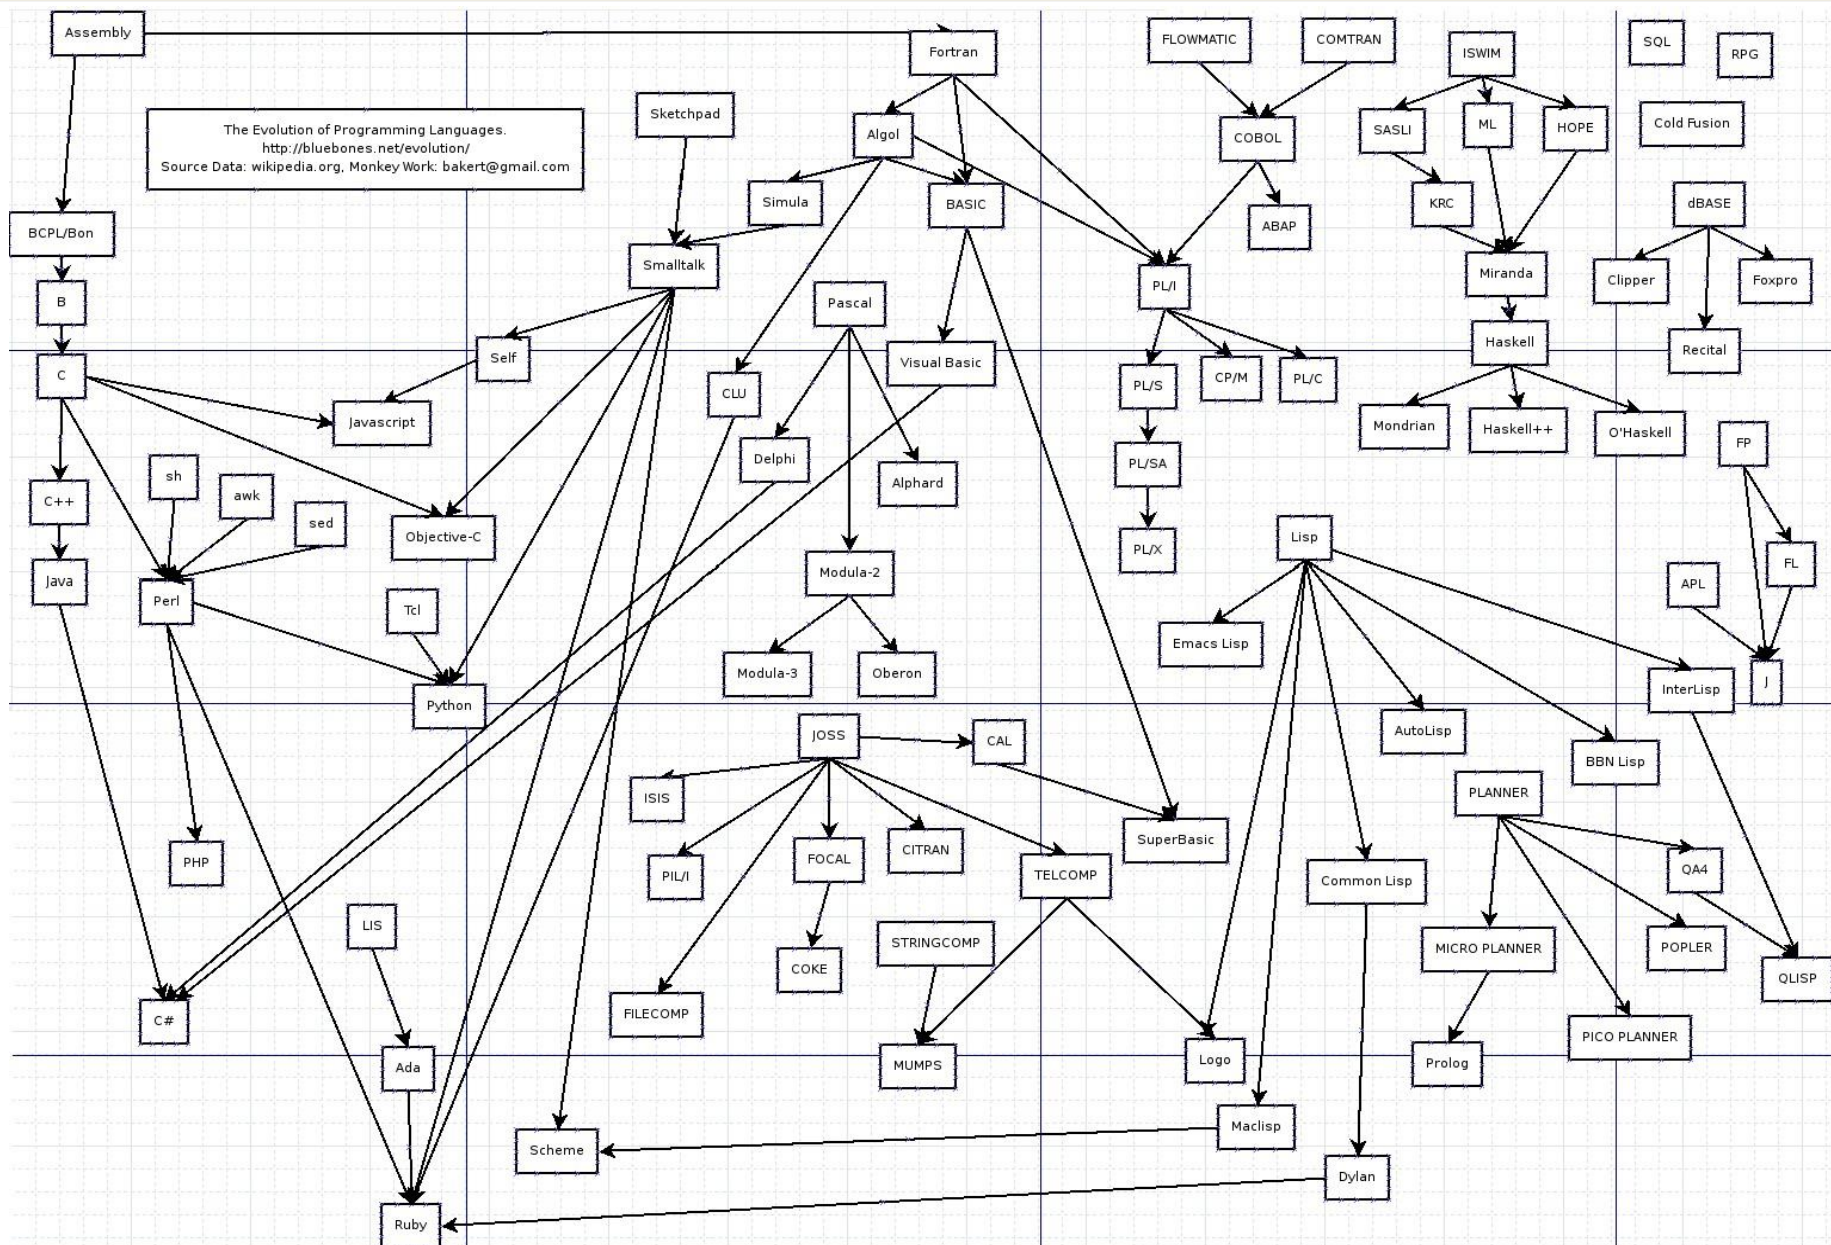 Assembly
Fortran
FLOWMATIC
COMTRAN
ISWIM
SQL
RPG
The Evolution of Programming Languages.
http://bluebones.net/evolution/
Source Data: wikipedia.org, Monkey Work: bakert@gmail.com
Sketchpad
Algol
COBOL
SASLI
ML
HOPE
Cold Fusion
Simula
BASIC
ABAP
KRC
dBASE
BCPL/Bon
Smalltalk
PL/I
Miranda
Clipper
Foxpro
B
Pascal
Self
Visual Basic
Haskell
Recital
C
CLU
PL/S
CP/M
PL/C
Javascript
Mondrian
Haskell++
O'Haskell
FP
sh
awk
sed
Delphi
Alphard
PL/SA
C++
Objective-C
PL/X
Lisp
Java
Perl
Tcl
Modula-2
APL
FL
Emacs Lisp
Modula-3
Oberon
InterLisp
J
Python
JOSS
CAL
AutoLisp
BBN Lisp
ISIS
PLANNER
PHP
PIL/I
FOCAL
CITRAN
TELCOMP
SuperBasic
Common Lisp
QA4
LIS
STRINGCOMP
MICRO PLANNER
POPLER
COKE
QLISP
C#
FILECOMP
PICO PLANNER
Ada
MUMPS
Logo
Prolog
Scheme
Maclisp
Dylan
Ruby